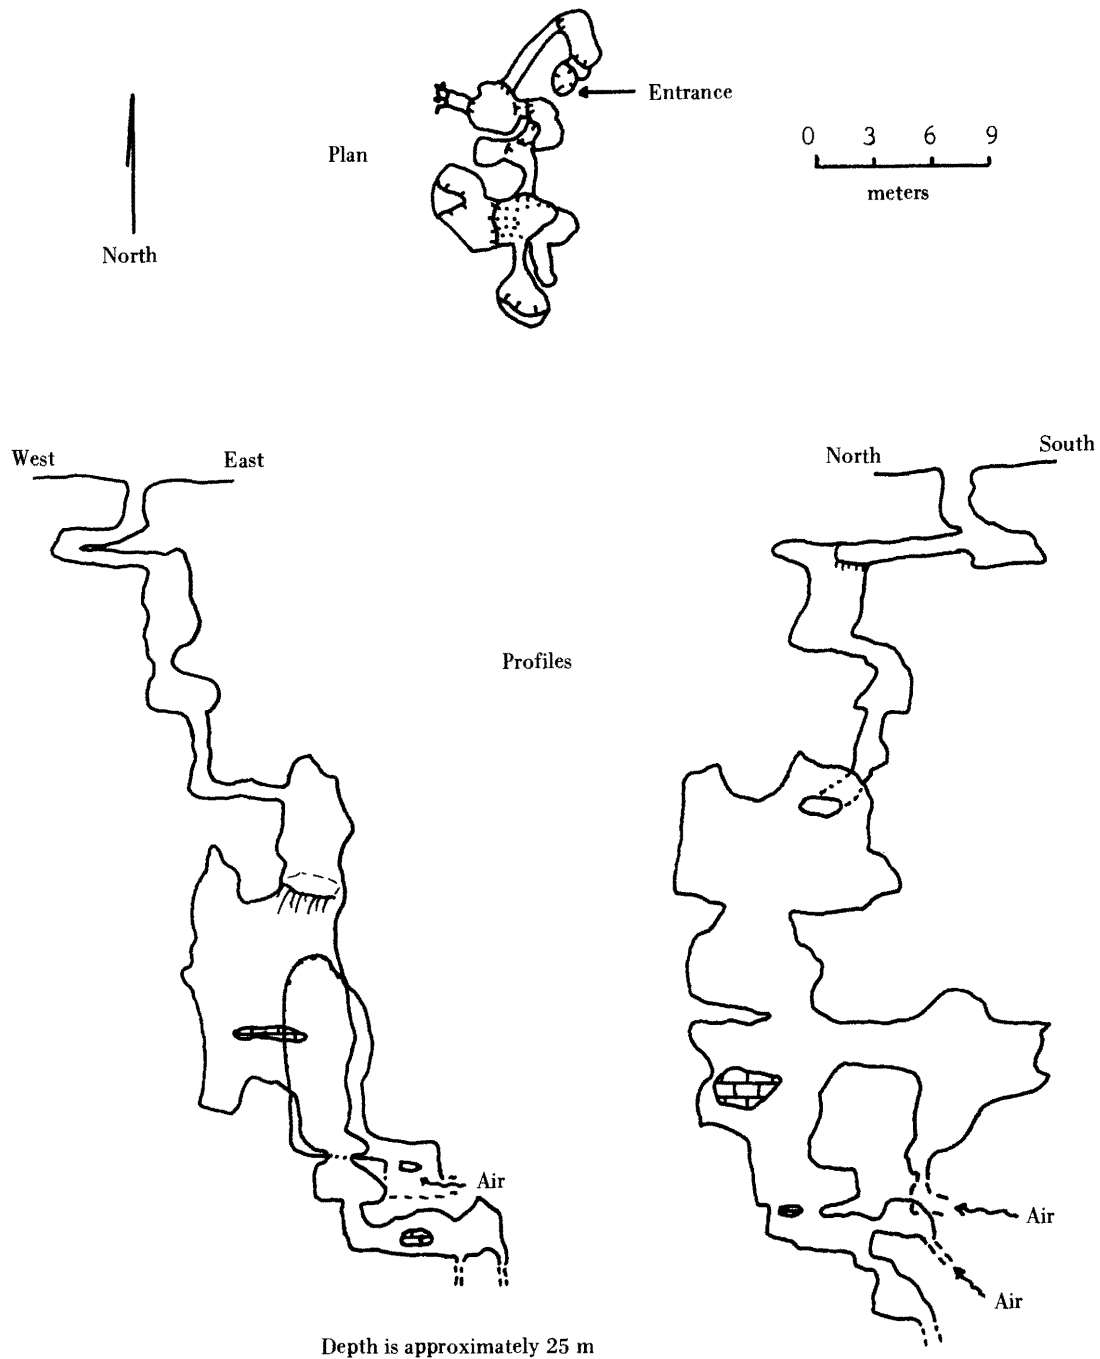 Entrance
0 3 6 9
Plan
meters
North
West East
North South
Profiles
Air
Air
Air
Depth is approximately 25 m